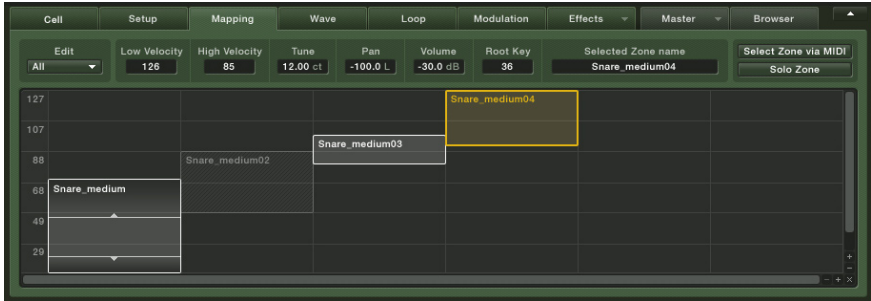 Cell Setup Mapping Wave Loop Modulation Effects Master Browser
Edit Low Velocity High Velocity Tune Pan Volume Root Key Selected Zone name Select Zone via MIDI
All 126 85 12.00 ct -100.0 L -30.0 dB 36 Snare_medium04 Solo Zone
127 Snare_medium04
107
Snare_medium03
88 Snare_medium02
68 Snare_medium
49
29